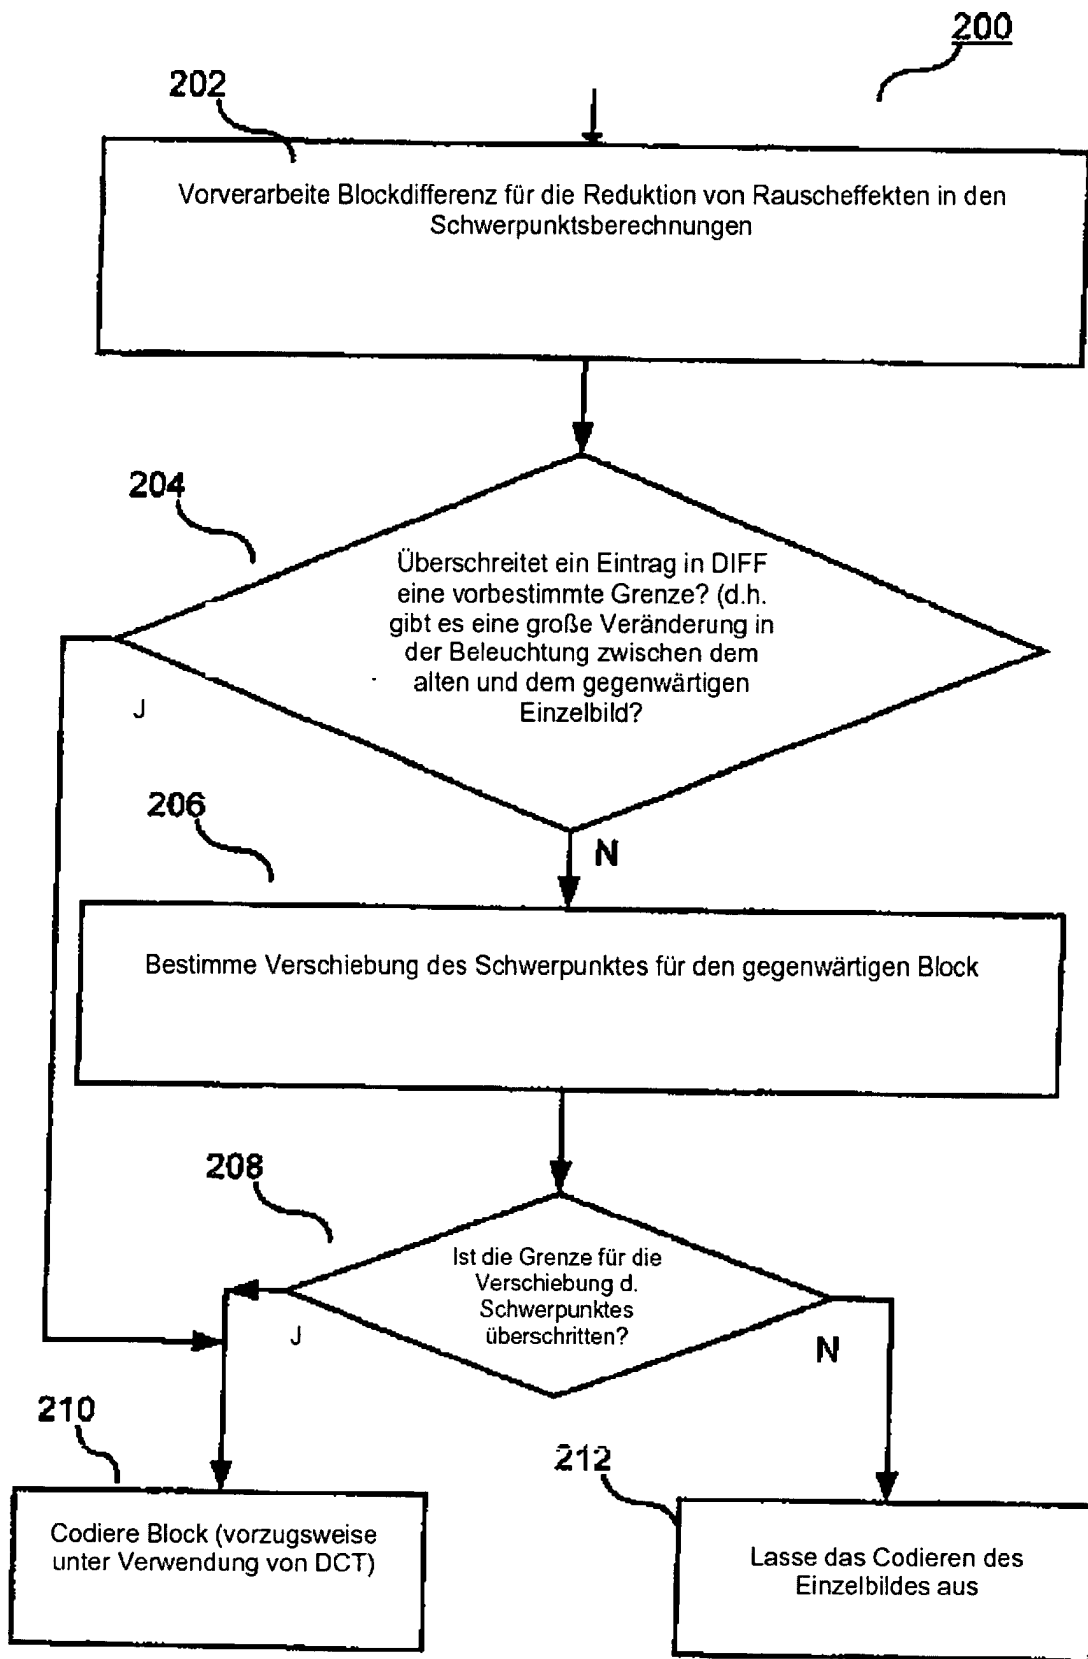 200
202
Vorverarbeite Blockdifferenz für die Reduktion von Rauscheffekten in den
Schwerpunktsberechnungen
204
Überschreitet ein Eintrag in DIFF
eine vorbestimmte Grenze? (d.h.
gibt es eine große Veränderung in
der Beleuchtung zwischen dem
alten und dem gegenwärtigen
Einzelbild?
J
N
206
Bestimme Verschiebung des Schwerpunktes für den gegenwärtigen Block
208
Ist die Grenze für die
Verschiebung d.
Schwerpunktes
überschritten?
J
N
210
Codiere Block (vorzugsweise
unter Verwendung von DCT)
212
Lasse das Codieren des
Einzelbildes aus